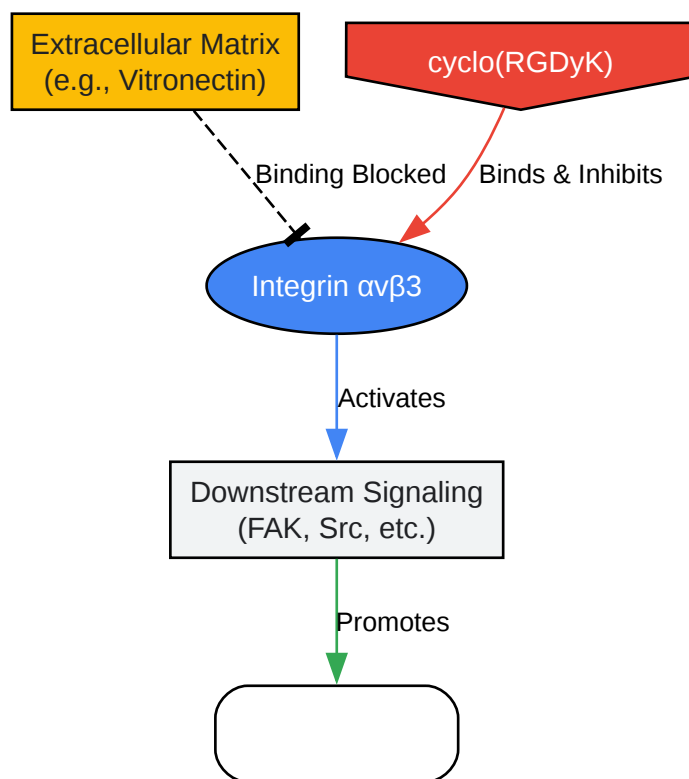 Extracellular Matrix
(e.g., Vitronectin)
cyclo(RGDyK)
Binding Blocked
Binds & Inhibits
Integrin αvβ3
Activates
Downstream Signaling
(FAK, Src, etc.)
Promotes